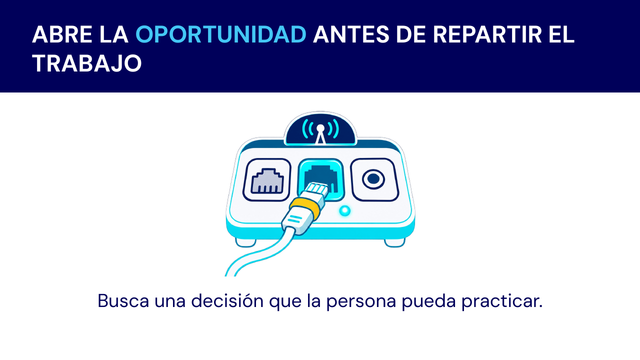 ABRE LA OPORTUNIDAD ANTES DE REPARTIR EL
TRABAJO
Busca una decisión que la persona pueda practicar.